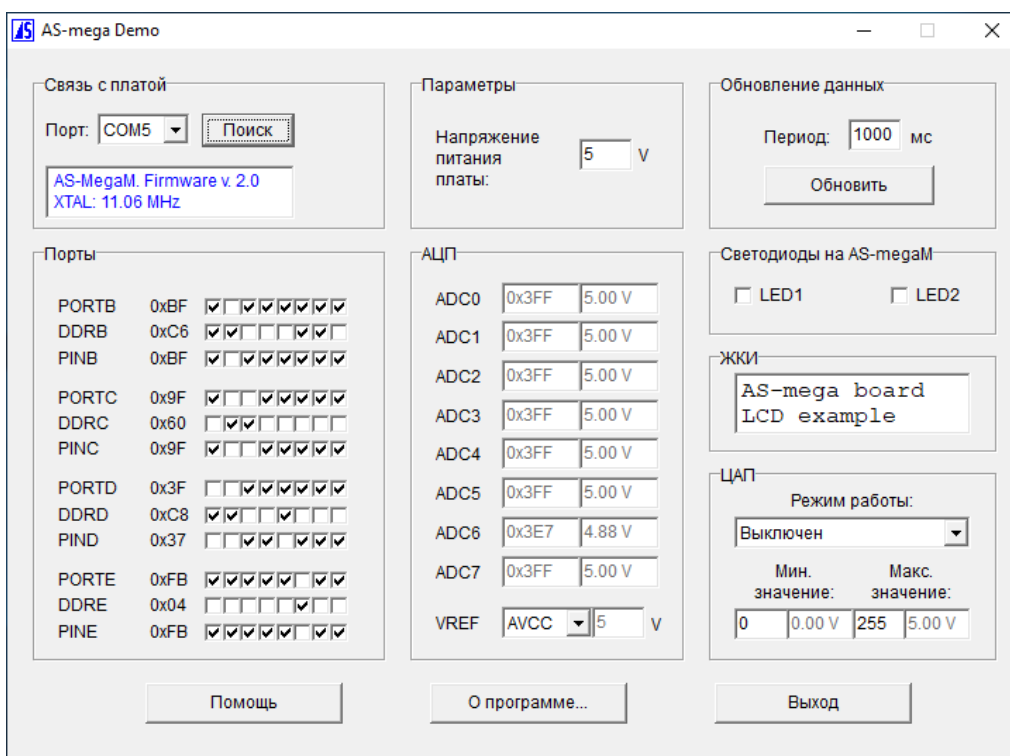 AS-mega Demo
Связь с платой
Порт: COM5 Поиск
AS-MegaM. Firmware v. 2.0
XTAL: 11.06 MHz
Параметры
Напряжение
питания
платы:
5 V
Обновление данных
Период: 1000 мс
Обновить
Порты
PORTB 0xBF
DDRB 0xC6
PINB 0xBF
PORTC 0x9F
DDRC 0x60
PINC 0x9F
PORTD 0x3F
DDRD 0xC8
PIND 0x37
PORTE 0xFB
DDRE 0x04
PINE 0xFB
АЦП
ADC0 0x3FF 5.00 V
ADC1 0x3FF 5.00 V
ADC2 0x3FF 5.00 V
ADC3 0x3FF 5.00 V
ADC4 0x3FF 5.00 V
ADC5 0x3FF 5.00 V
ADC6 0x3E7 4.88 V
ADC7 0x3FF 5.00 V
VREF AVCC 5 V
Светодиоды на AS-megaM
LED1 LED2
ЖКИ
AS-mega board
LCD example
ЦАП
Режим работы:
Выключен
Мин. Макс.
значение: значение:
0 0.00 V 255 5.00 V
Помощь О программе... Выход